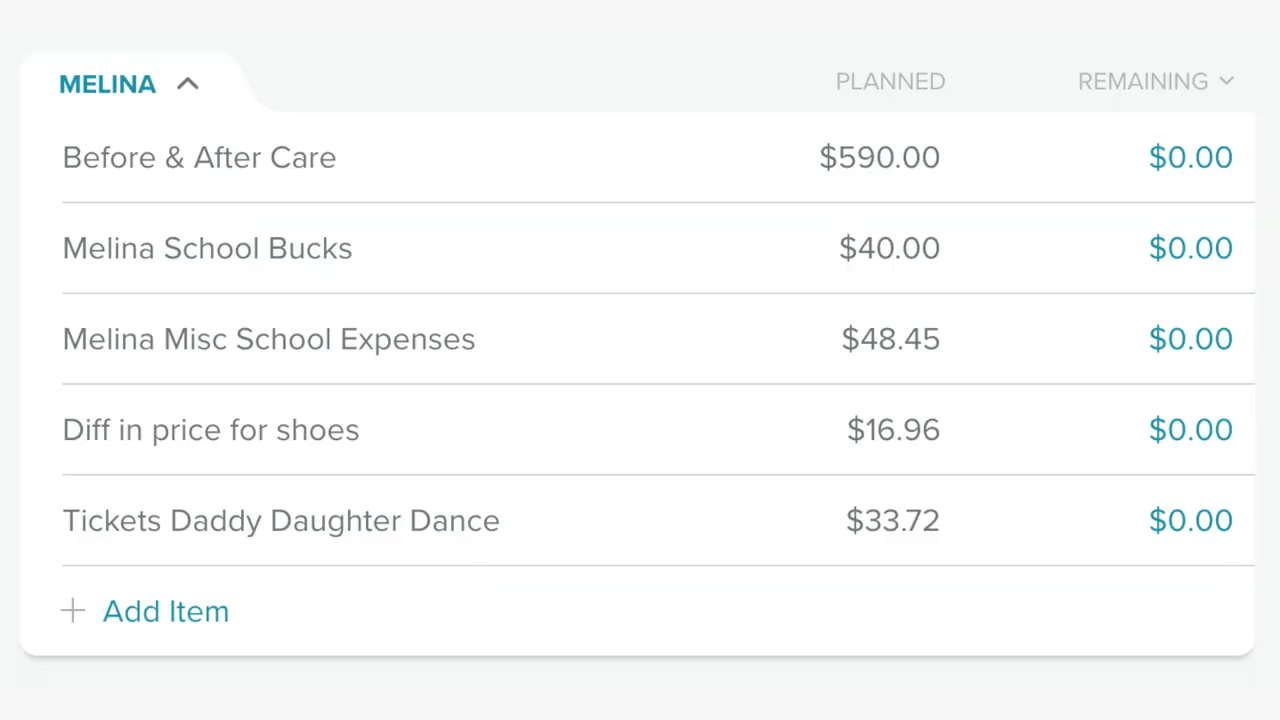 MELINA PLANNED REMAINING
Before & After Care $590.00 $0.00
Melina School Bucks $40.00 $0.00
Melina Misc School Expenses $48.45 $0.00
Diff in price for shoes $16.96 $0.00
Tickets Daddy Daughter Dance $33.72 $0.00
+ Add Item